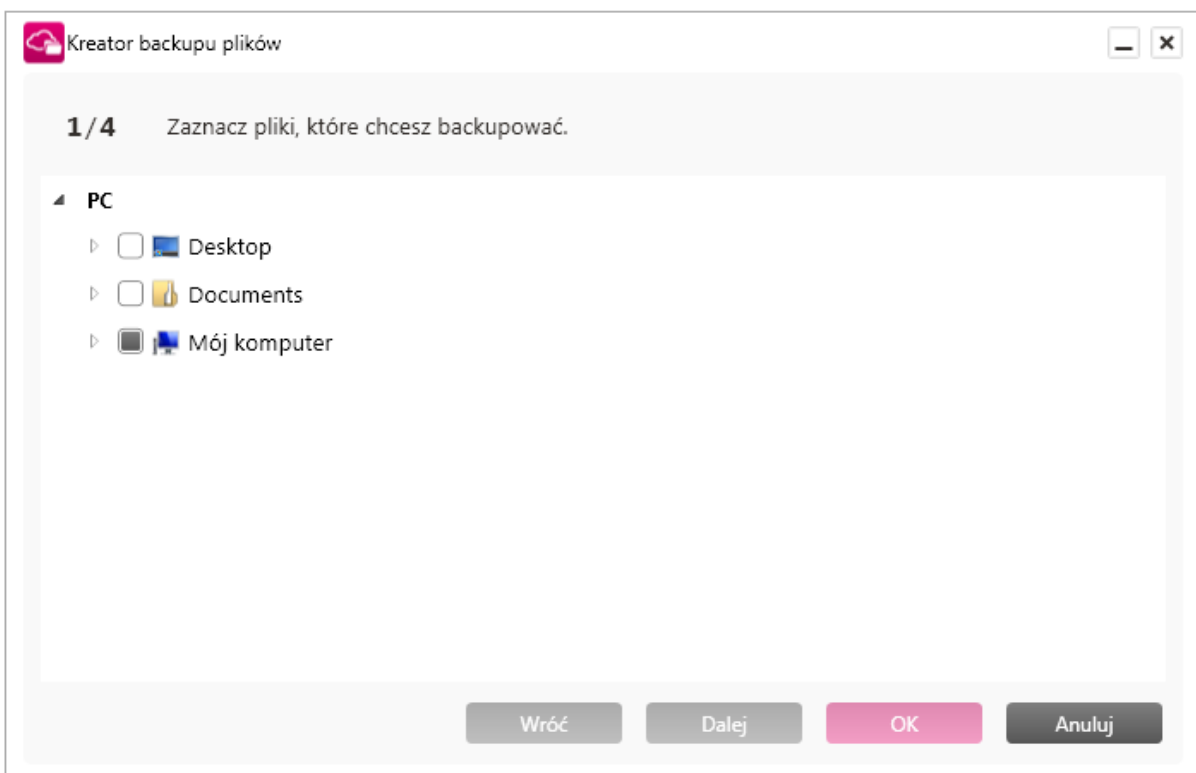 Kreator backupu plików
1/4 Zaznacz pliki, które chcesz backupować.
PC
Desktop
Documents
Mój komputer
Wróć Dalej OK Anuluj